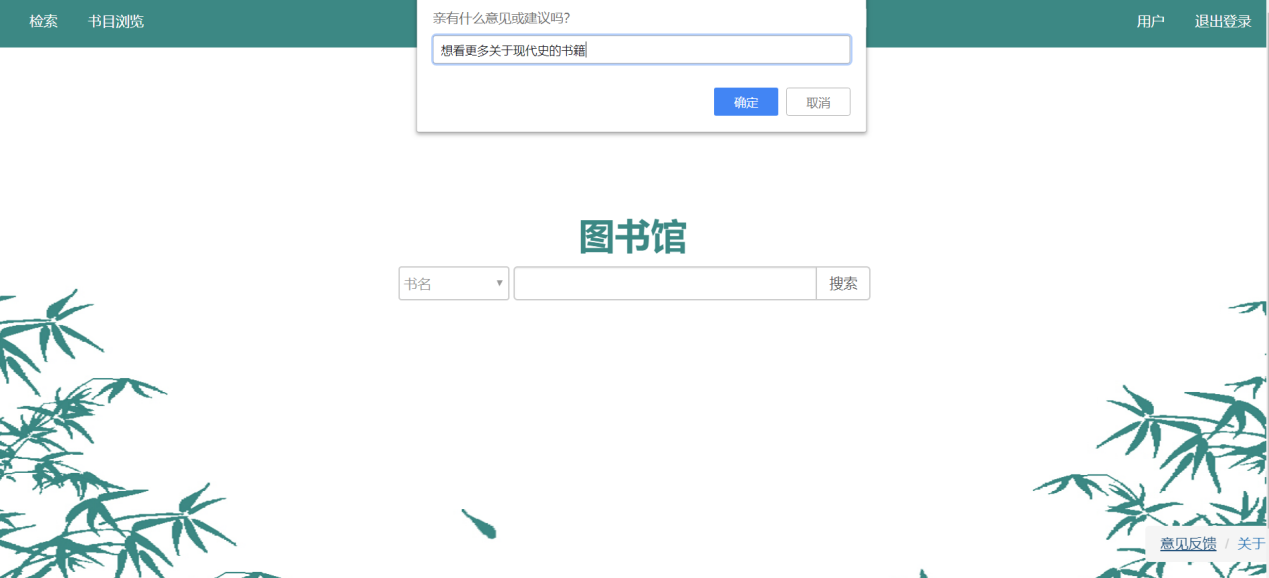 检索 书目浏览
用户 退出登录
亲有什么意见或建议吗?
想看更多关于现代史的书籍
确定 取消
图书馆
书名 搜索
意见反馈 / 关于